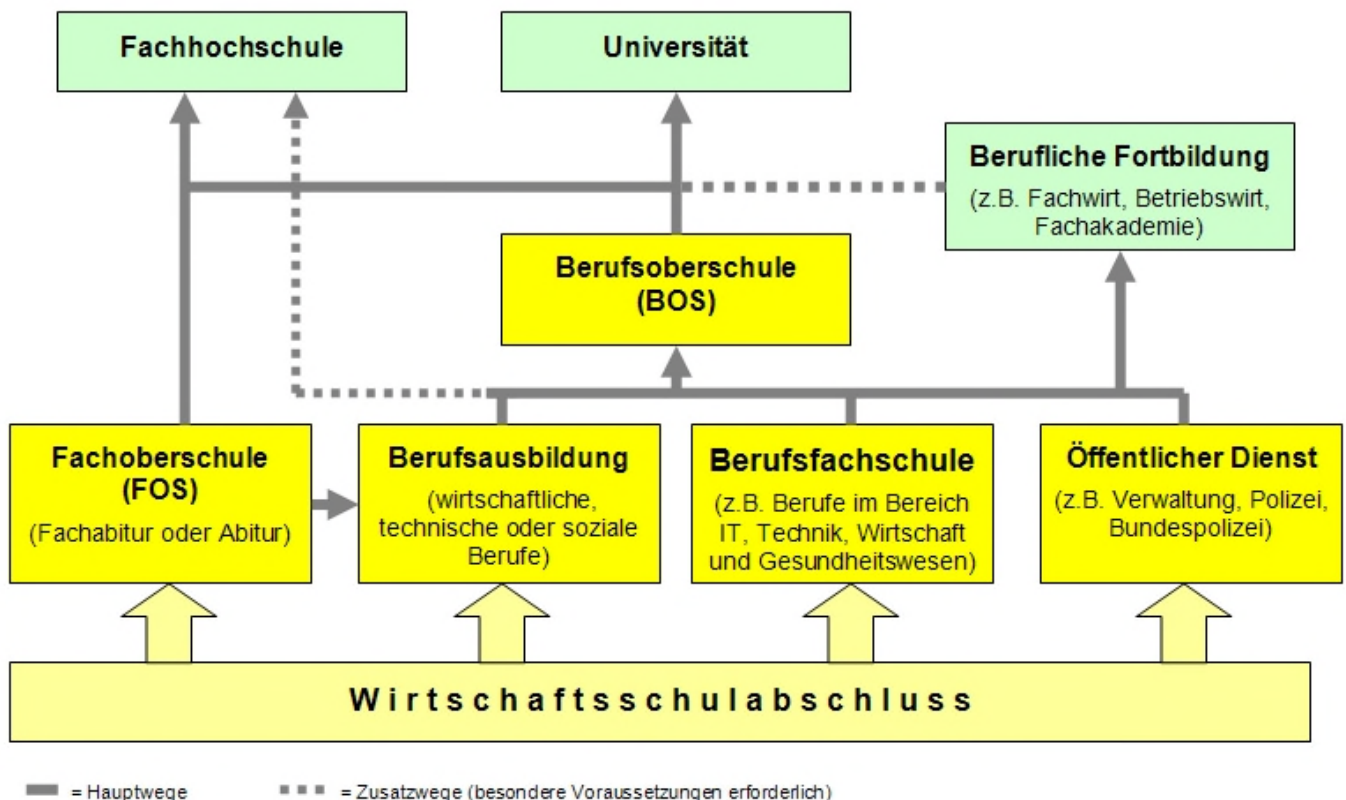 Fachhochschule
Universität
Berufliche Fortbildung
(z.B. Fachwirt, Betriebswirt,
Fachakademie)
Berufsoberschule
(BOS)
Fachoberschule
(FOS)
(Fachabitur oder Abitur)
Berufsausbildung
(wirtschaftliche,
technische oder soziale
Berufe)
Berufsfachschule
(z.B. Berufe im Bereich
IT, Technik, Wirtschaft
und Gesundheitswesen)
Öffentlicher Dienst
(z.B. Verwaltung, Polizei,
Bundespolizei)
Wirtschaftsschulabschluss
= Hauptwege
= Zusatzwege (besondere Voraussetzungen erforderlich)